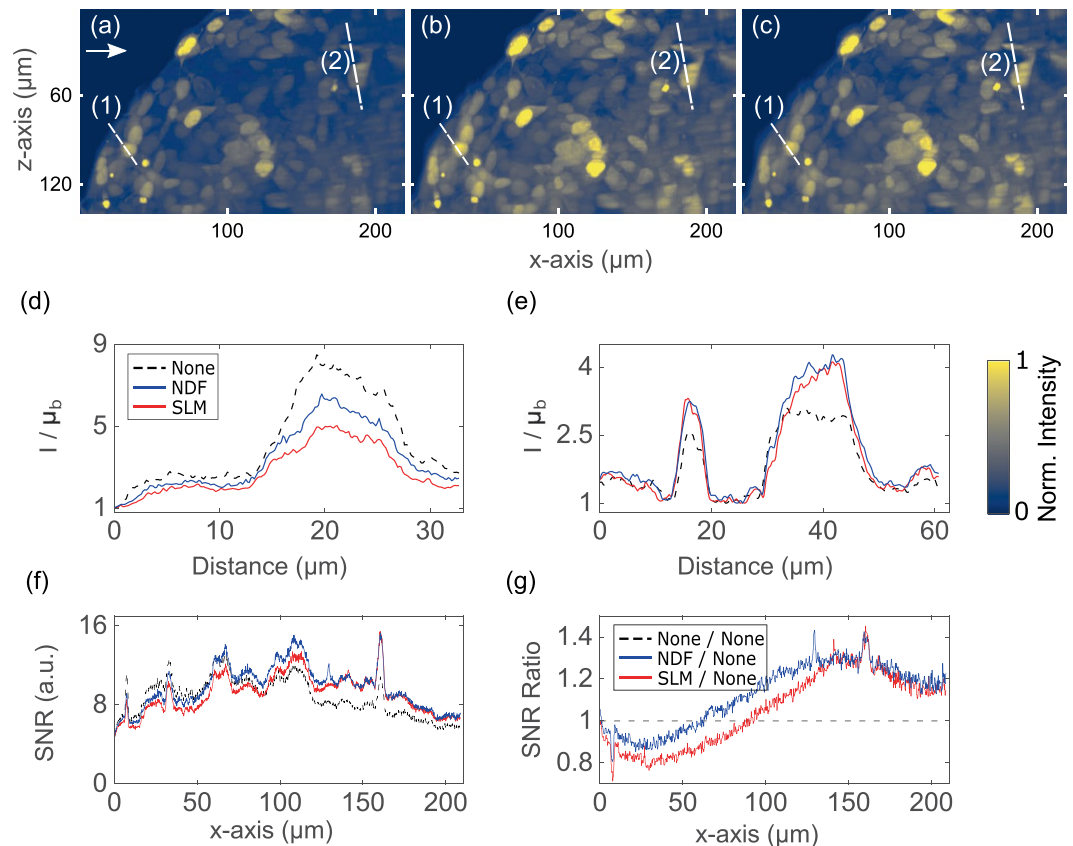 (a)
(b)
(c)
(1)
(2)
(1)
(2)
(1)
(2)
z-axis (µm)
60
120
100
200
100
200
100
200
x-axis (µm)
(d)
(e)
I / µb
9
5
1
None
NDF
SLM
0
10
20
30
Distance (µm)
I / µb
4
2.5
1
0
20
40
60
Distance (µm)
1
0
Norm. Intensity
(f)
(g)
SNR (a.u.)
16
8
0
0
50
100
150
200
x-axis (µm)
SNR Ratio
1.4
1.2
1
0.8
None / None
NDF / None
SLM / None
0
50
100
150
200
x-axis (µm)